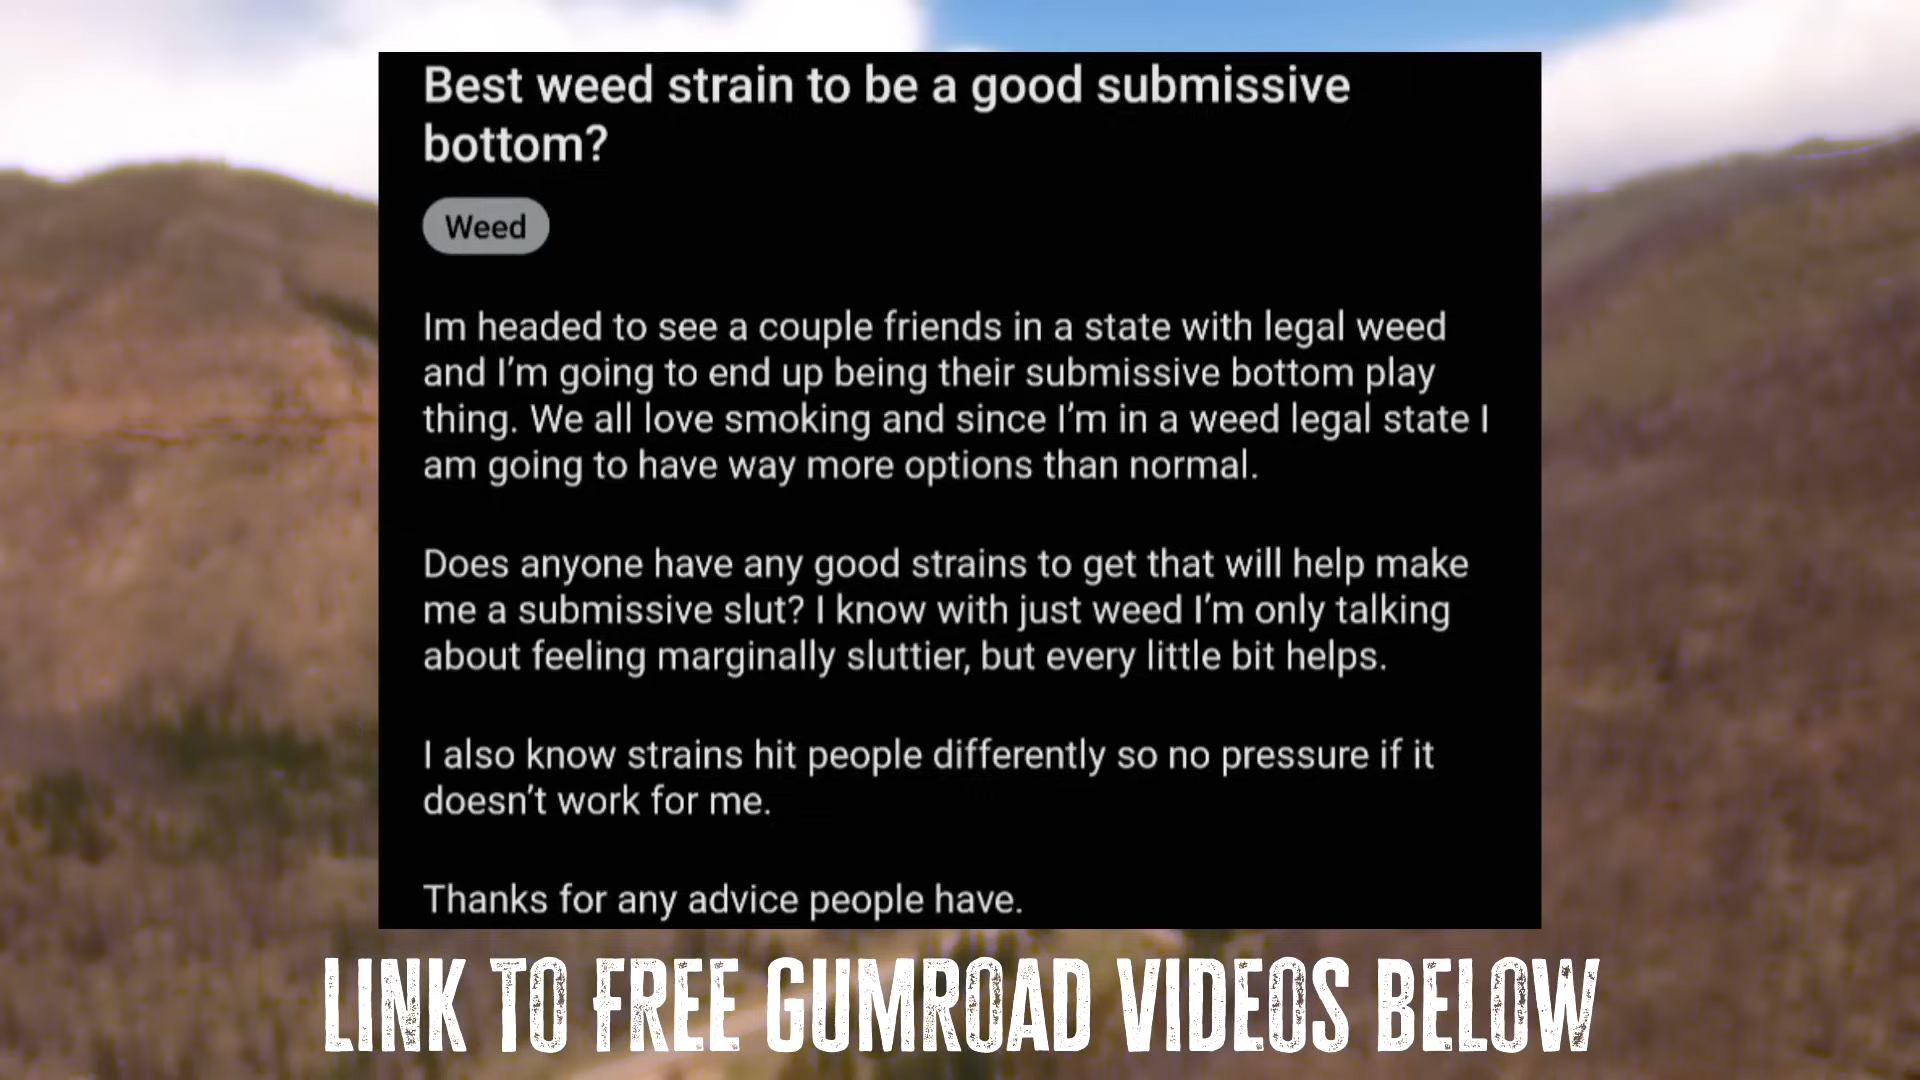 Best weed strain to be a good submissive
bottom?
Weed
Im headed to see a couple friends in a state with legal weed
and I’m going to end up being their submissive bottom play
thing. We all love smoking and since I’m in a weed legal state I
am going to have way more options than normal.
Does anyone have any good strains to get that will help make
me a submissive slut? I know with just weed I’m only talking
about feeling marginally sluttier, but every little bit helps.
I also know strains hit people differently so no pressure if it
doesn’t work for me.
Thanks for any advice people have.
LINK TO FREE GUMROAD VIDEOS BELOW